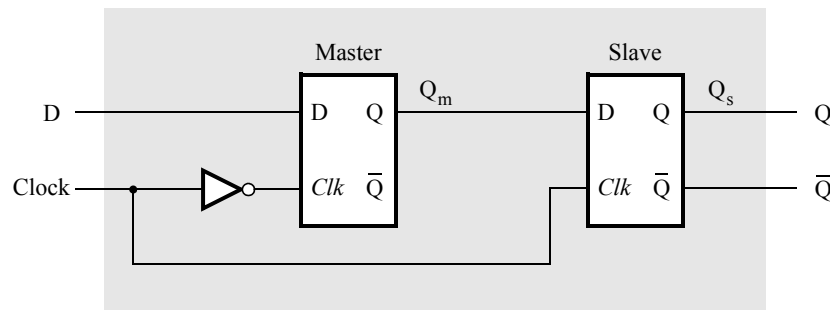 Master Slave
Q_m Q_s
D D Q D Q Q
Clock Clk Q̅ Clk Q̅ Q̅